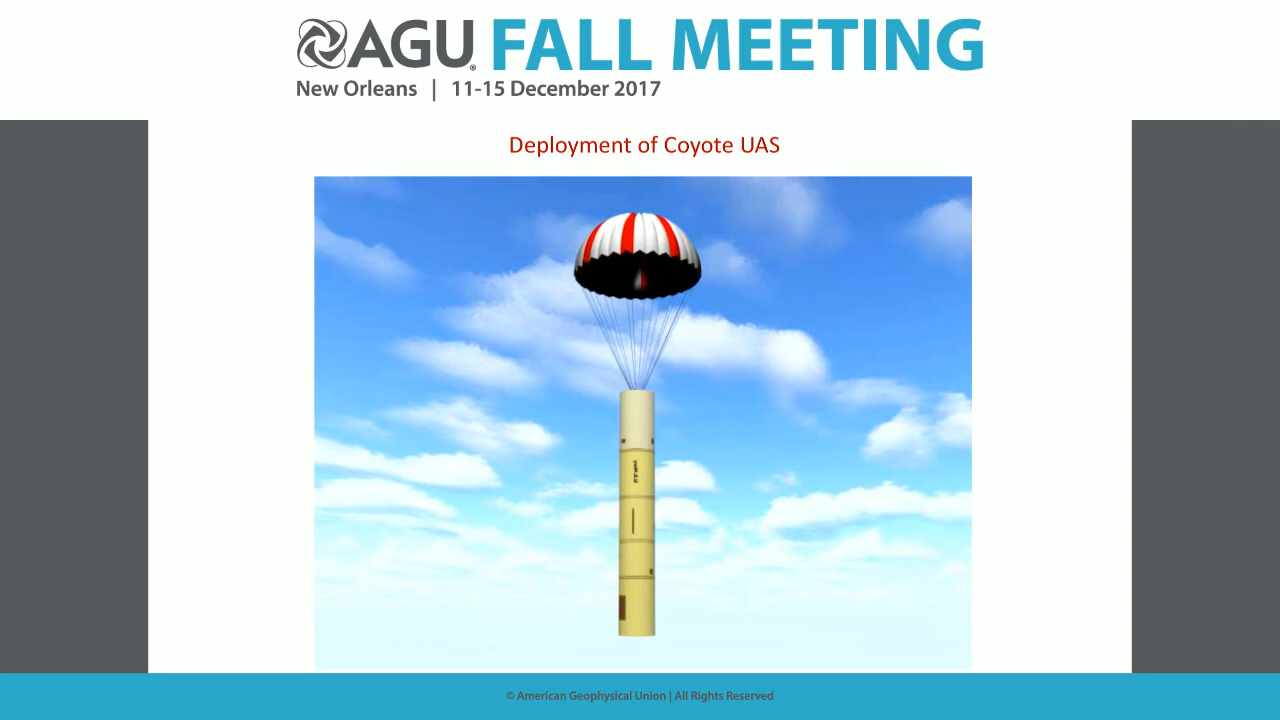 AGU FALL MEETING
New Orleans | 11-15 December 2017
Deployment of Coyote UAS
© American Geophysical Union | All Rights Reserved